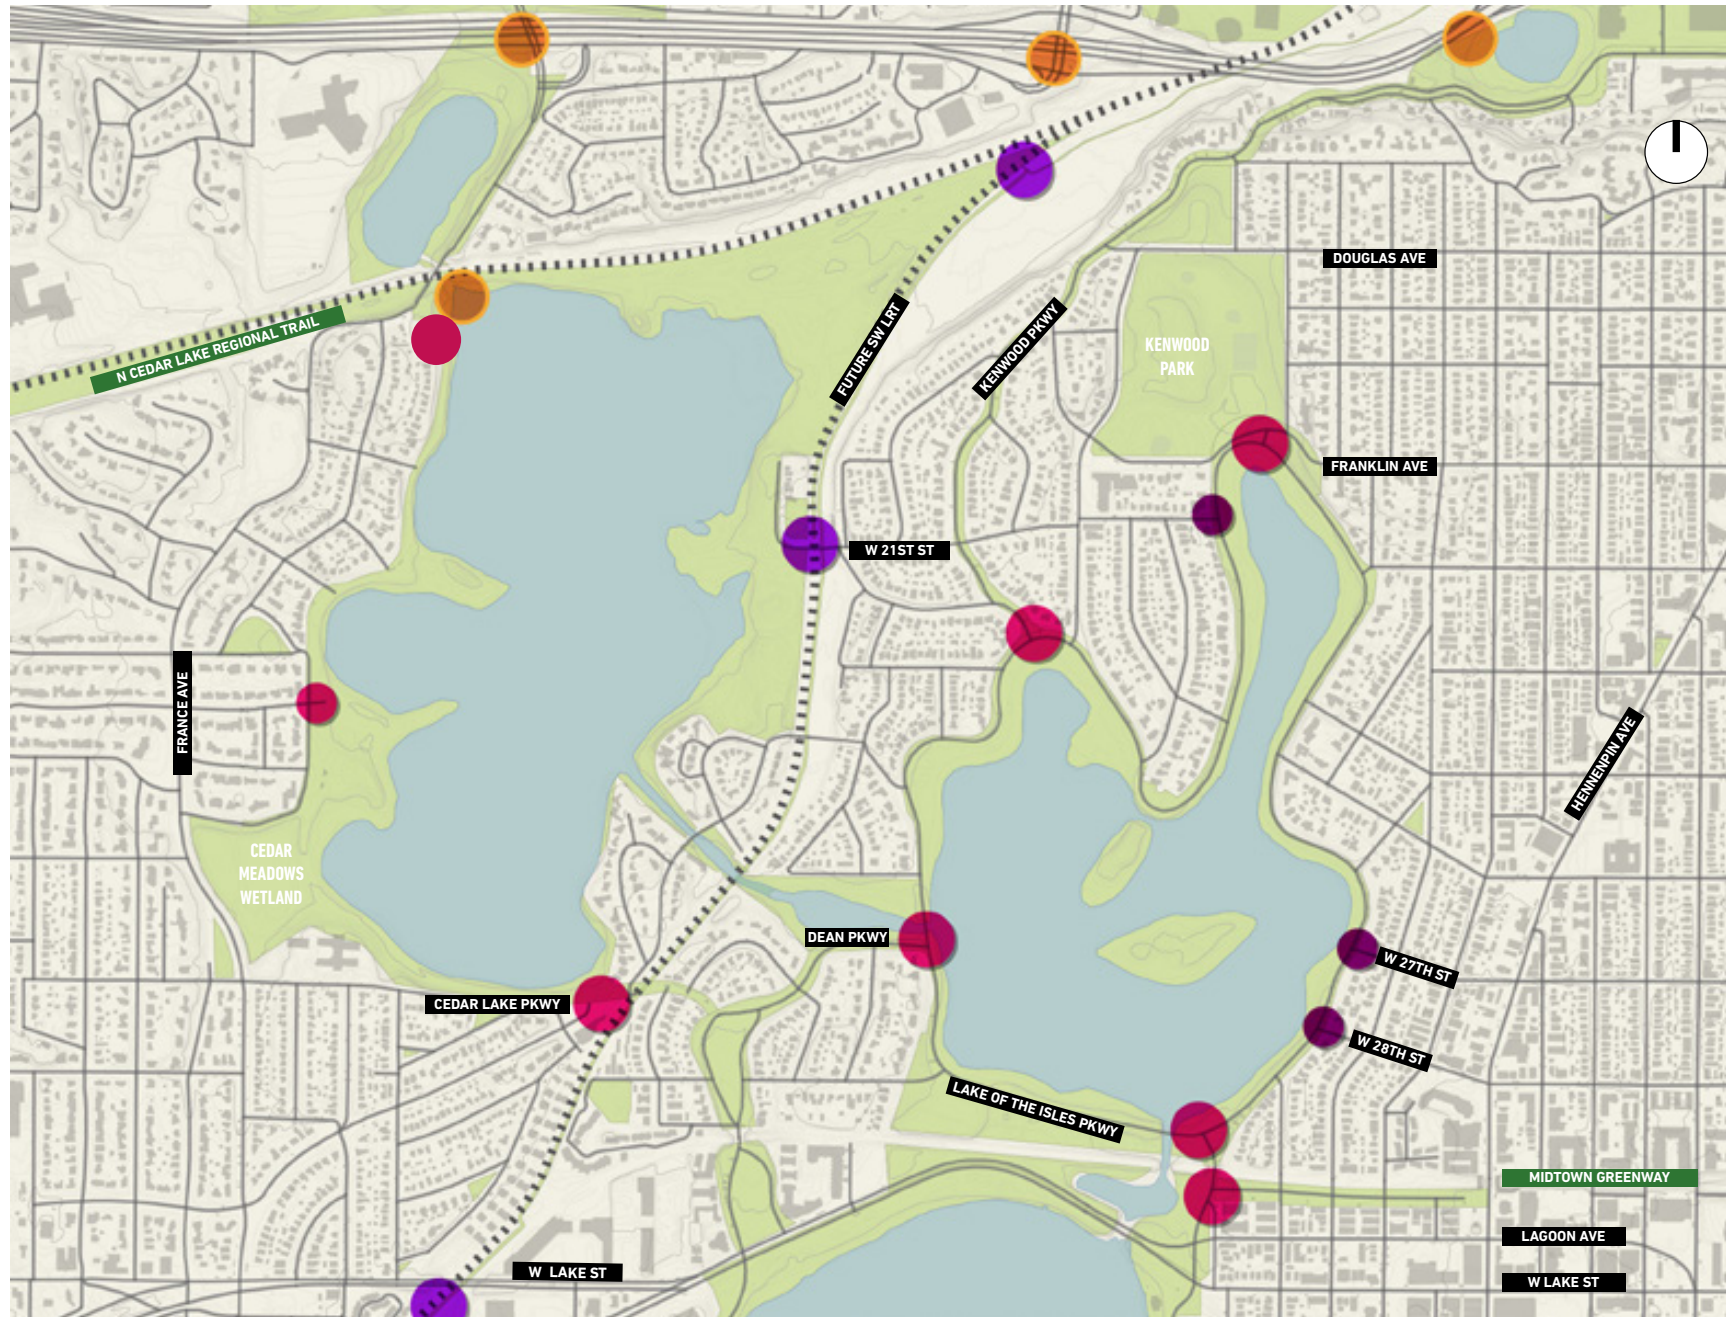 DOUGLAS AVE
N CEDAR LAKE REGIONAL TRAIL
FUTURE SW LRT
KENWOOD PKWY
KENWOOD
PARK
FRANKLIN AVE
W 21ST ST
FRANCE AVE
HENNENPIN AVE
CEDAR
MEADOWS
WETLAND
DEAN PKWY
W 27TH ST
CEDAR LAKE PKWY
W 28TH ST
LAKE OF THE ISLES PKWY
MIDTOWN GREENWAY
LAGOON AVE
W LAKE ST
W LAKE ST